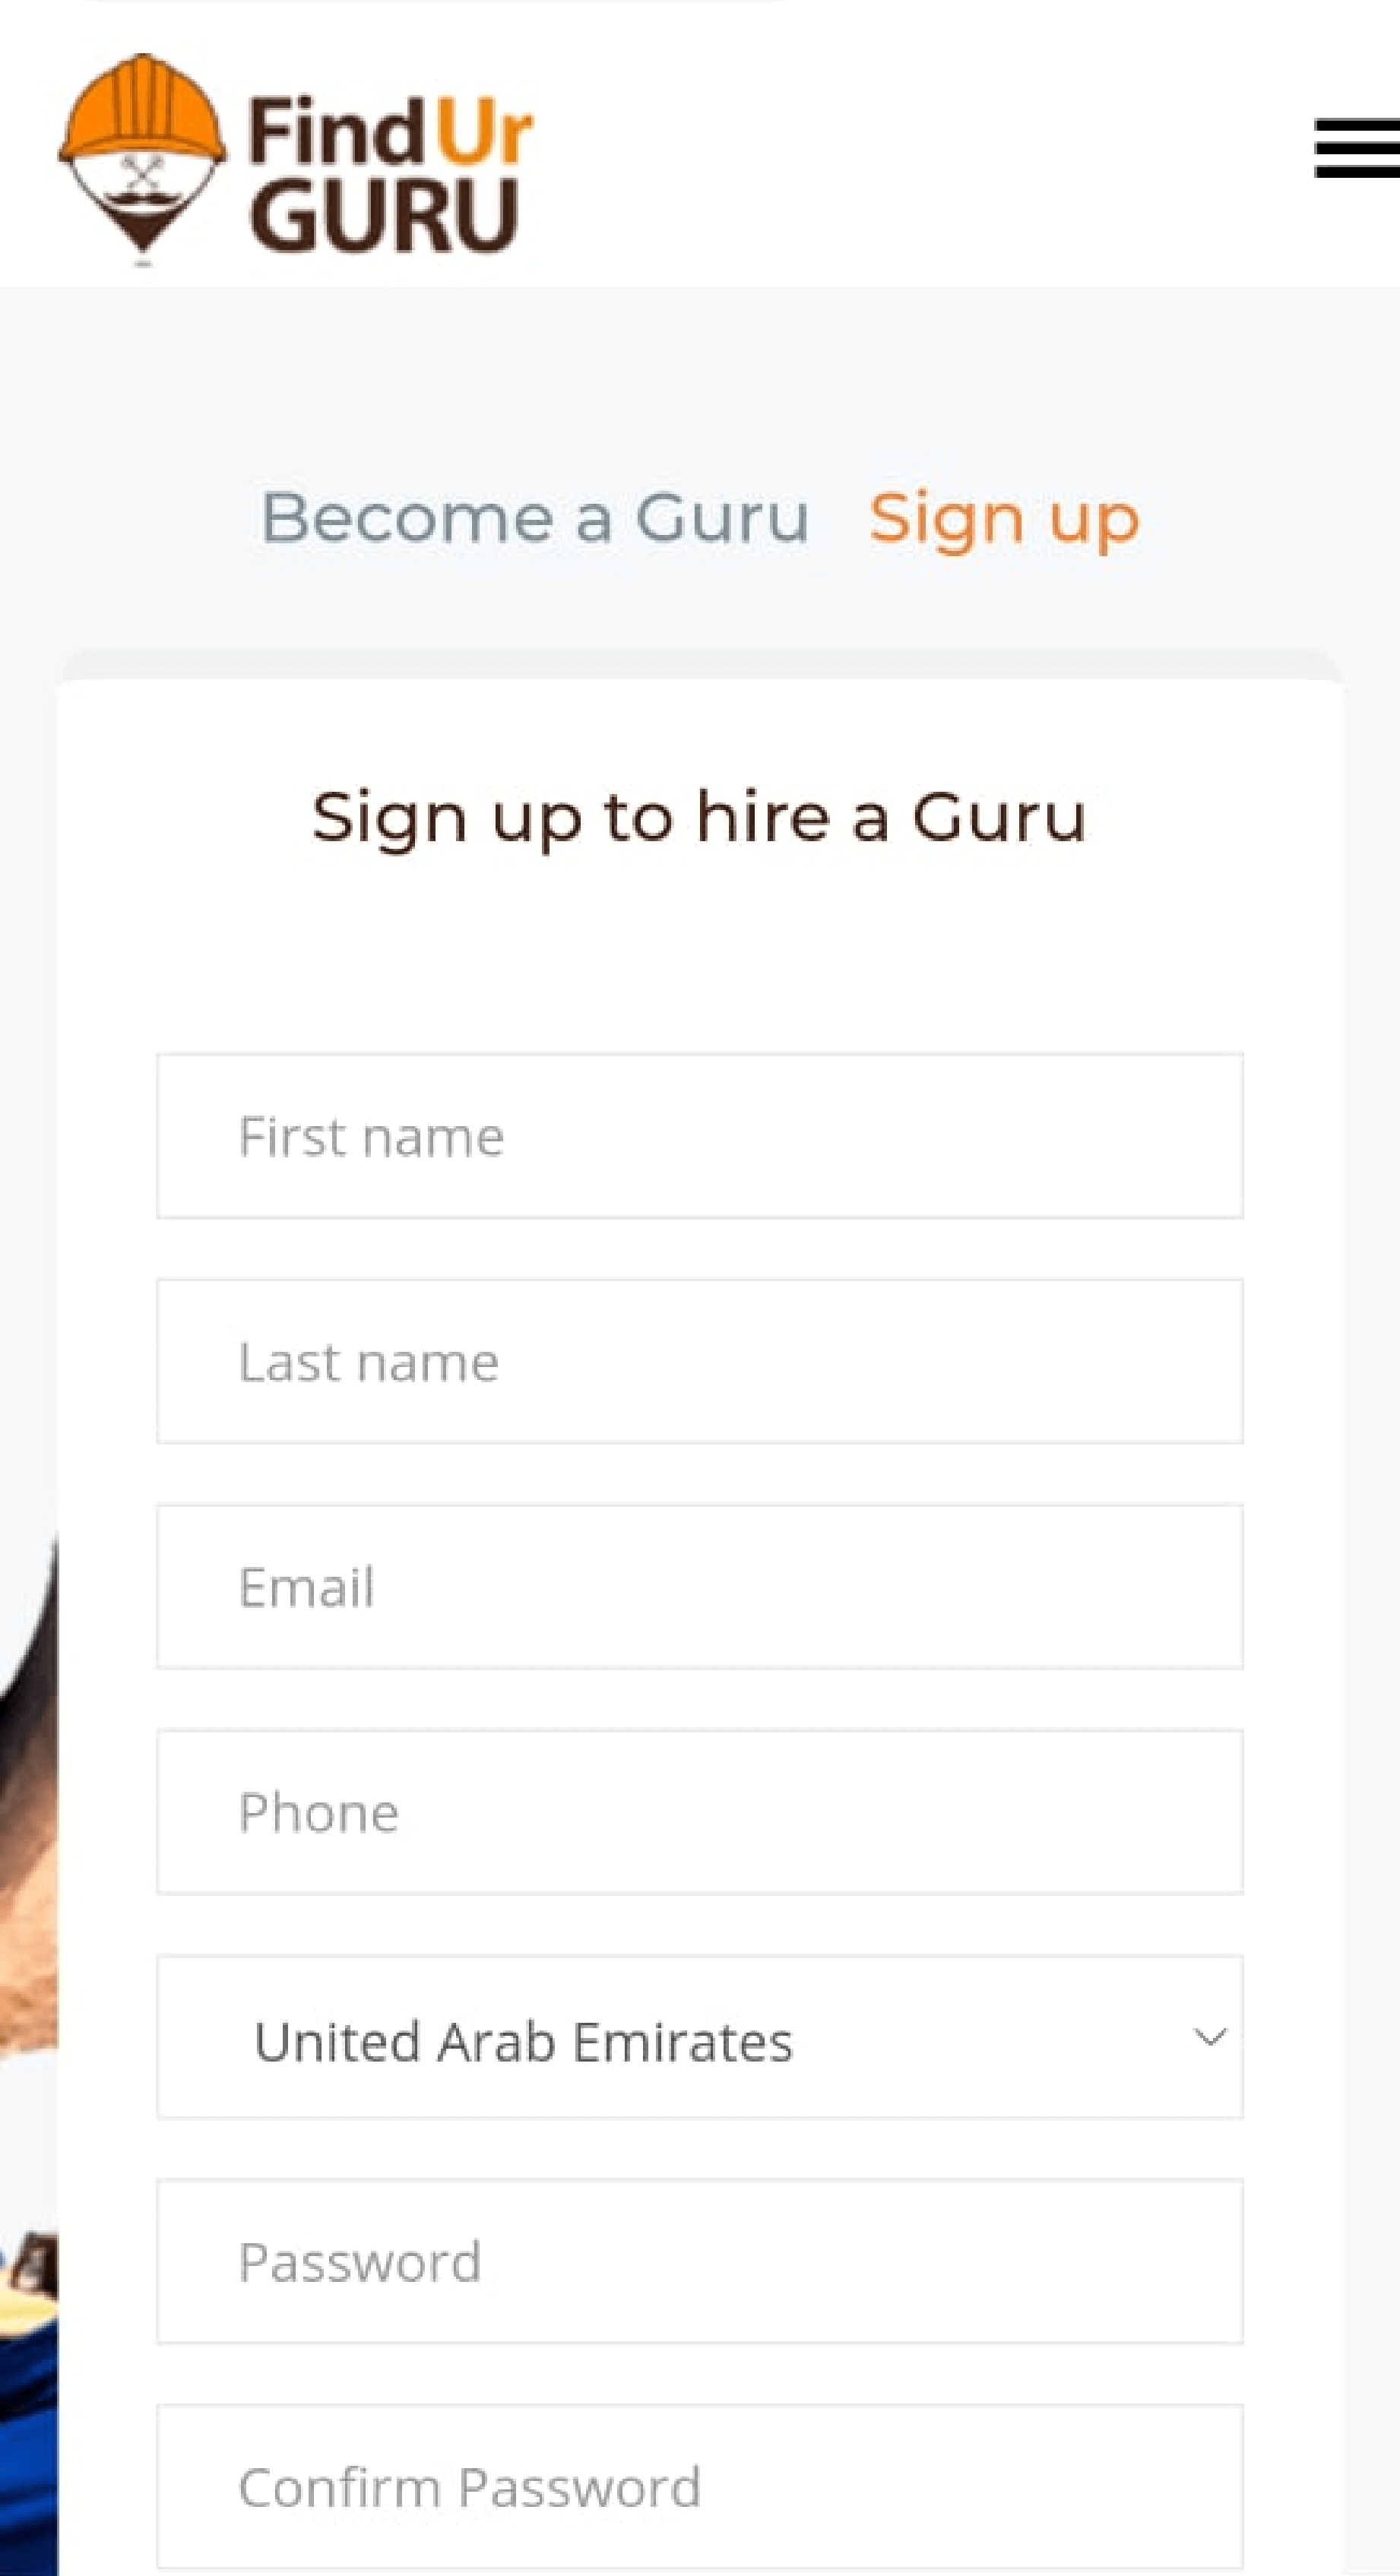 Find Ur
GURU
Become a Guru Sign up
Sign up to hire a Guru
First name
Last name
Email
Phone
United Arab Emirates
Password
Confirm Password